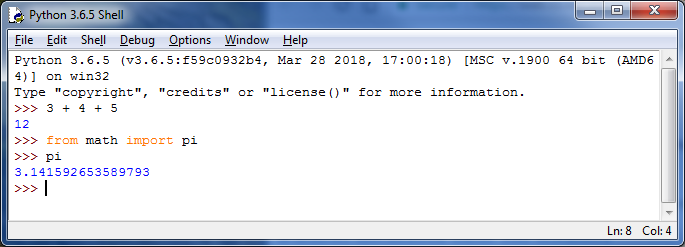 Python 3.6.5 Shell
File Edit Shell Debug Options Window Help
Python 3.6.5 (v3.6.5:f59c0932b4, Mar 28 2018, 17:00:18) [MSC v.1900 64 bit (AMD6
4)] on win32
Type "copyright", "credits" or "license()" for more information.
>>> 3 + 4 + 5
12
>>> from math import pi
>>> pi
3.141592653589793
>>>
Ln: 8 Col: 4